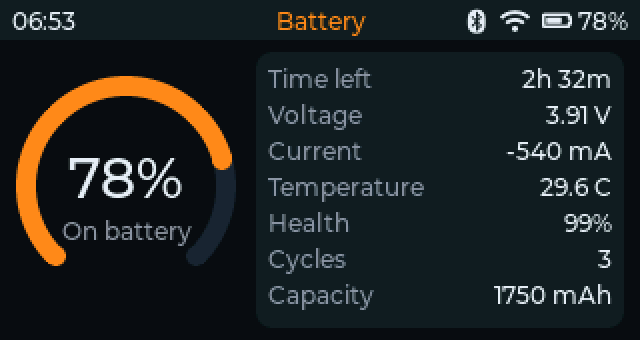 06:53 Battery 78%
78%
On battery
Time left 2h 32m
Voltage 3.91 V
Current -540 mA
Temperature 29.6 C
Health 99%
Cycles 3
Capacity 1750 mAh